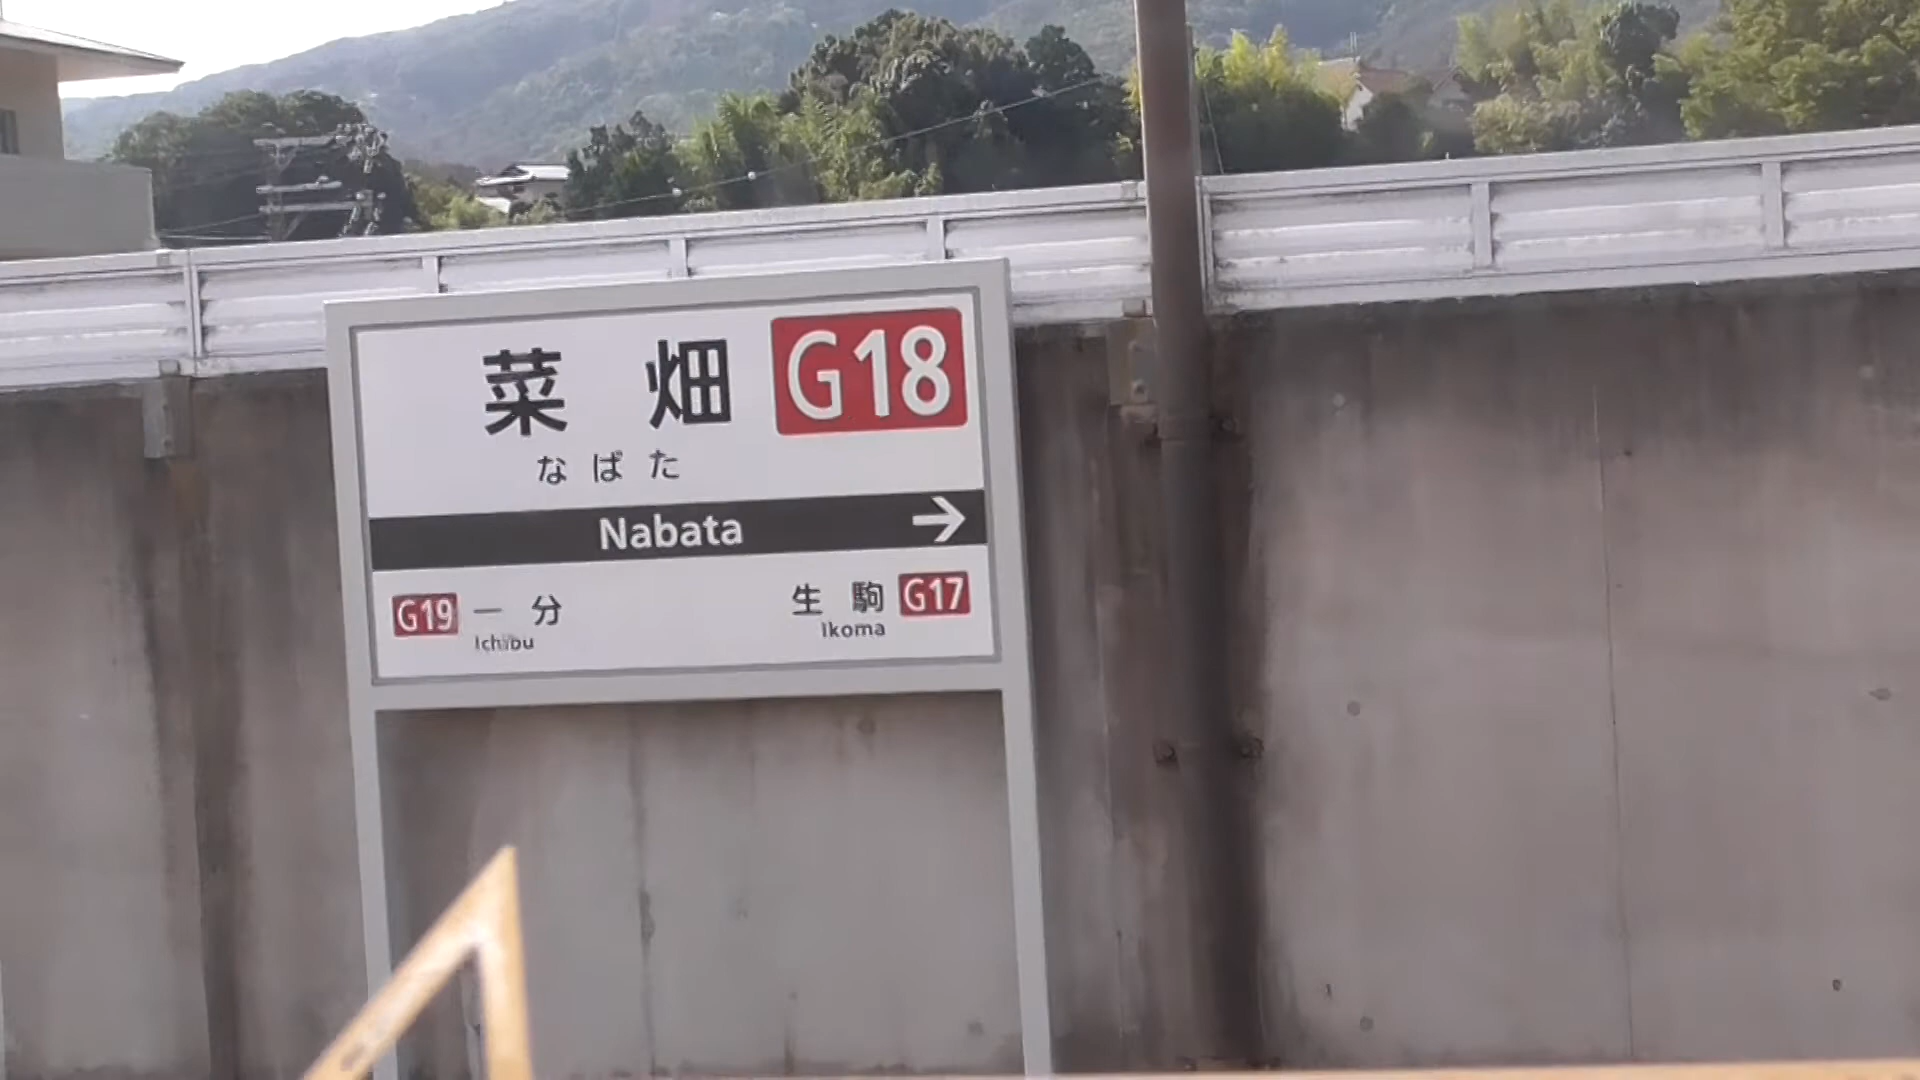 菜畑 G18
なばた
Nabata →
G19 一分 生駒 G17
Ichibu Ikoma